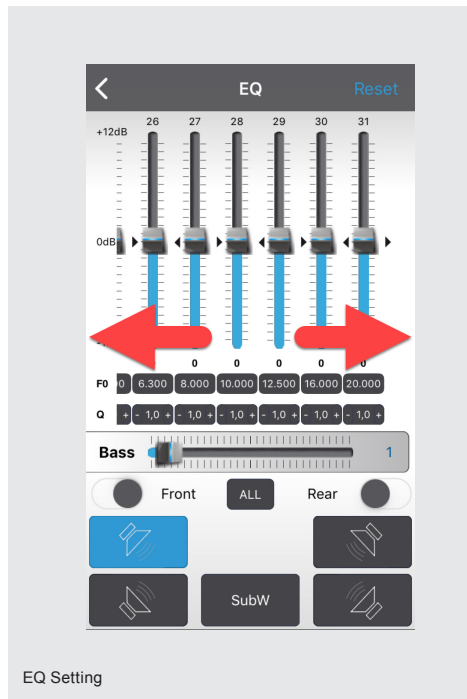 EQ Reset
26 27 28 29 30 31
+12dB
0dB
0 0 0 0 0
F0 0 6.300 8.000 10.000 12.500 16.000 20.000
Q + - 1,0 + - 1,0 + - 1,0 + - 1,0 + - 1,0 + - 1,0 +
Bass 1
Front ALL Rear
SubW
EQ Setting